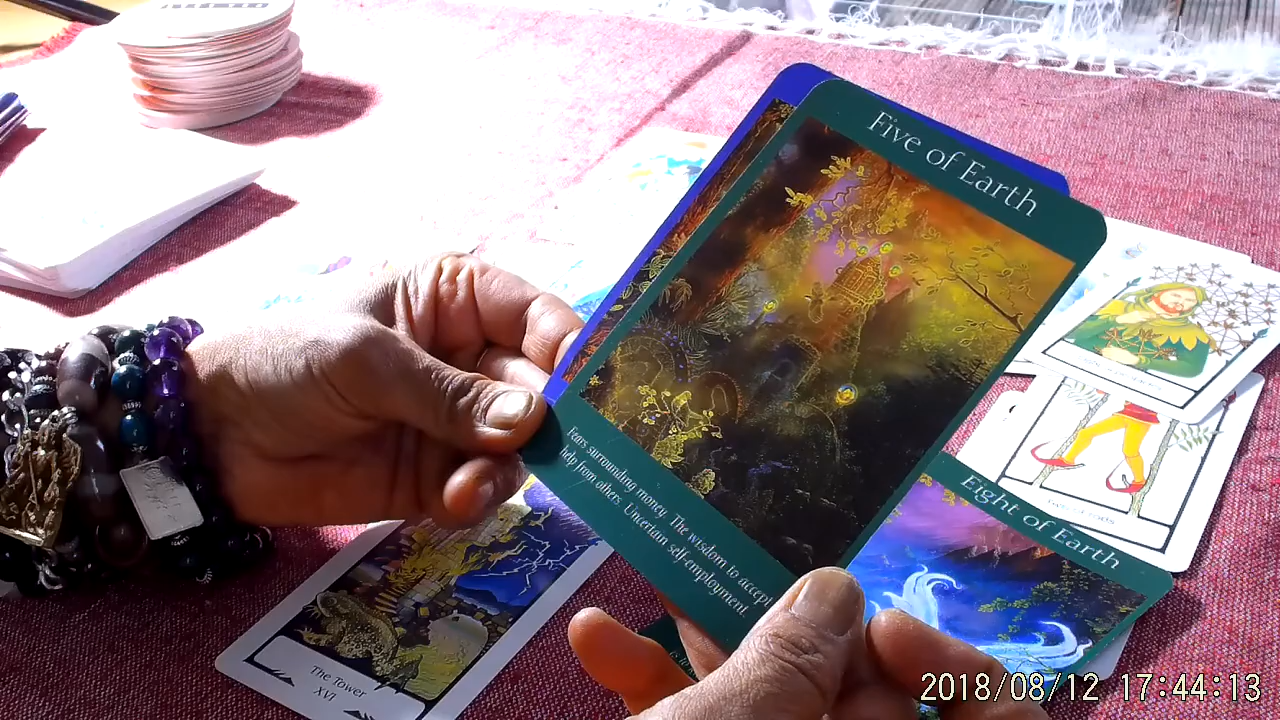 Five of Earth
Fears surrounding money. The wisdom to accept
help from others. Uncertain self-employment
Eight of Earth
The Tower
XVI
2018/08/12 17:44:13